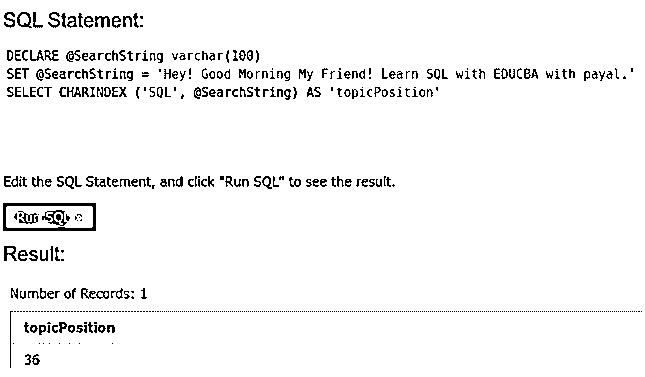 SQL Statement:
DECLARE @SearchString varchar(100)
SET @SearchString = 'Hey! Good Morning My Friend! Learn SQL with EDUCBA with payal.'
SELECT CHARINDEX ('SQL', @SearchString) AS 'topicPosition'
Edit the SQL Statement, and click "Run SQL" to see the result.
Run SQL »
Result:
Number of Records: 1
topicPosition
36